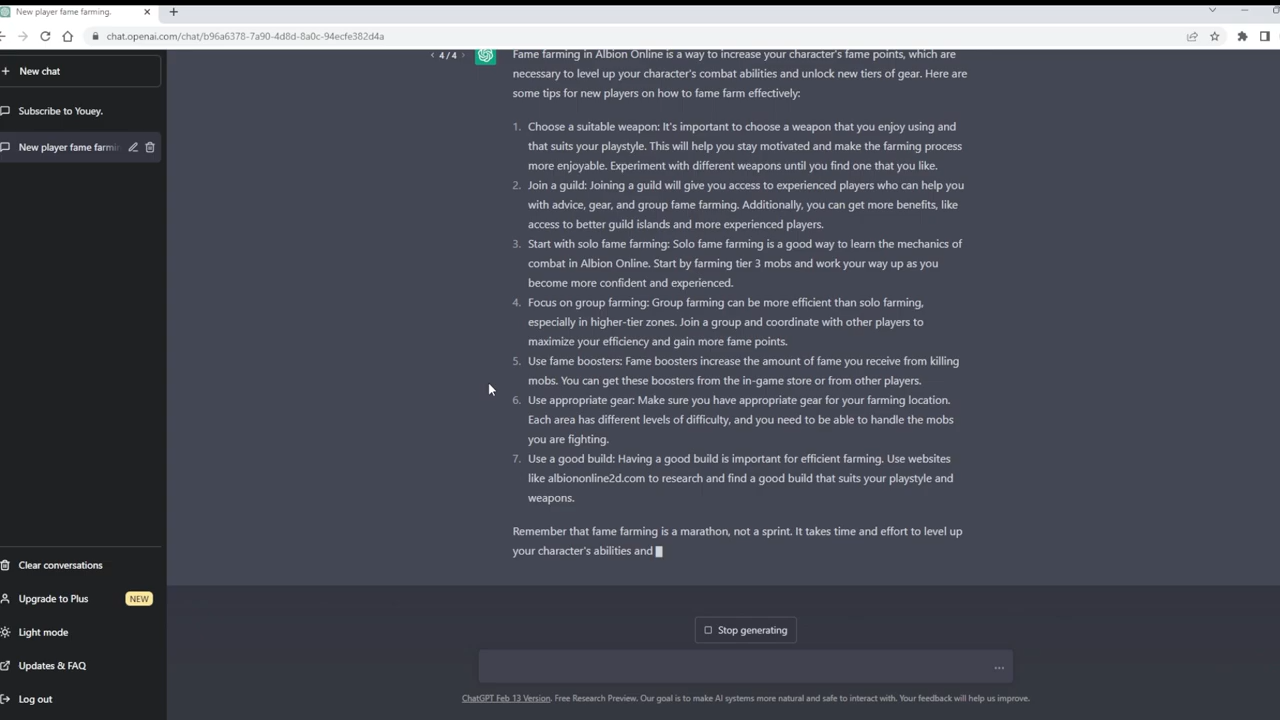 New player fame farming.
chat.openai.com/chat/b96a6378-7a90-4d8d-8a0c-94ecfe382d4a
New chat
Subscribe to Youey.
New player fame farmi
Clear conversations
Upgrade to Plus
NEW
Light mode
Updates & FAQ
Log out
4 / 4
Fame farming in Albion Online is a way to increase your character's fame points, which are
necessary to level up your character's combat abilities and unlock new tiers of gear. Here are
some tips for new players on how to fame farm effectively:
1. Choose a suitable weapon: It's important to choose a weapon that you enjoy using and
that suits your playstyle. This will help you stay motivated and make the farming process
more enjoyable. Experiment with different weapons until you find one that you like.
2. Join a guild: Joining a guild will give you access to experienced players who can help you
with advice, gear, and group fame farming. Additionally, you can get more benefits, like
access to better guild islands and more experienced players.
3. Start with solo fame farming: Solo fame farming is a good way to learn the mechanics of
combat in Albion Online. Start by farming tier 3 mobs and work your way up as you
become more confident and experienced.
4. Focus on group farming: Group farming can be more efficient than solo farming,
especially in higher-tier zones. Join a group and coordinate with other players to
maximize your efficiency and gain more fame points.
5. Use fame boosters: Fame boosters increase the amount of fame you receive from killing
mobs. You can get these boosters from the in-game store or from other players.
6. Use appropriate gear: Make sure you have appropriate gear for your farming location.
Each area has different levels of difficulty, and you need to be able to handle the mobs
you are fighting.
7. Use a good build: Having a good build is important for efficient farming. Use websites
like albiononline2d.com to research and find a good build that suits your playstyle and
weapons.
Remember that fame farming is a marathon, not a sprint. It takes time and effort to level up
your character's abilities and
Stop generating
ChatGPT Feb 13 Version. Free Research Preview. Our goal is to make AI systems more natural and safe to interact with. Your feedback will help us improve.